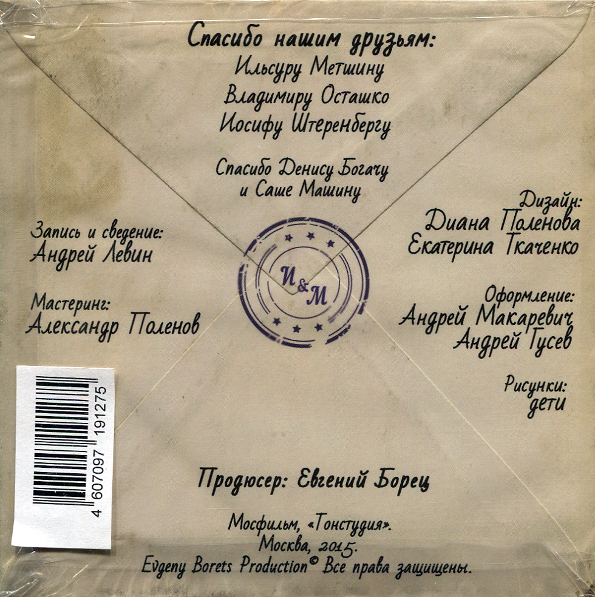 Спасибо нашим друзьям:
Ильсуру Метшину
Владимиру Осташко
Иосифу Штеренбергу
Спасибо Денису Богачу
и Саше Машину
Запись и сведение:
Андрей Левин
Мастеринг:
Александр Поленов
Дизайн:
Диана Поленова
Екатерина Ткаченко
Оформление:
Андрей Макаревич
Андрей Гусев
Рисунки:
дети
И&М
4 607097 191275
Продюсер: Евгений Борец
Мосфильм, «Тонстудия».
Москва, 2015.
Evgeny Borets Production© Все права защищены.